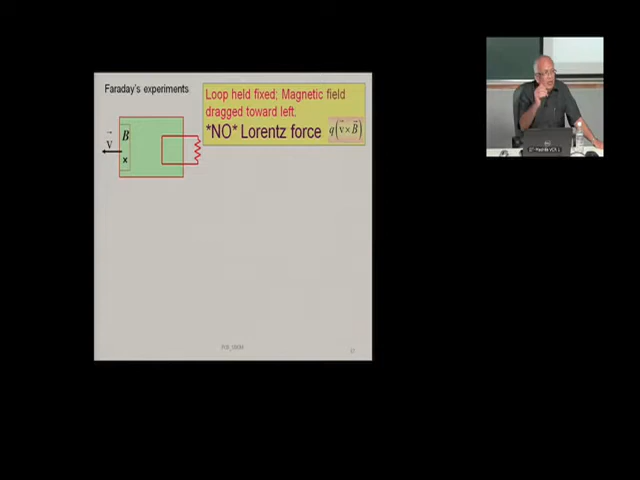 Faraday's experiments
Loop held fixed; Magnetic field
dragged toward left.
*NO* Lorentz force q(v⃗×B⃗)
B⃗
v⃗
x